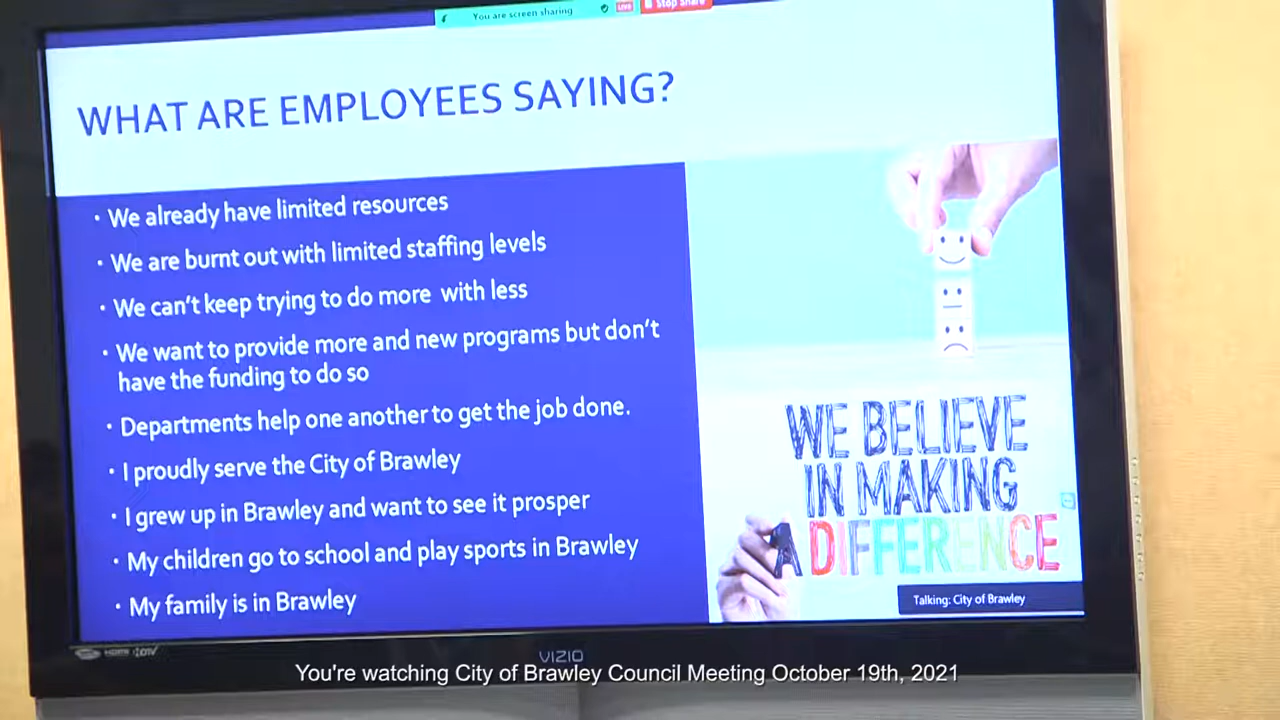 You are screen sharing
LIVE
Stop Share
WHAT ARE EMPLOYEES SAYING?
• We already have limited resources
• We are burnt out with limited staffing levels
• We can't keep trying to do more with less
• We want to provide more and new programs but don't
have the funding to do so
• Departments help one another to get the job done.
• I proudly serve the City of Brawley
• I grew up in Brawley and want to see it prosper
• My children go to school and play sports in Brawley
• My family is in Brawley
WE BELIEVE
IN MAKING
A DIFFERENCE
Talking: City of Brawley
HDMI
VIZIO
You're watching City of Brawley Council Meeting October 19th, 2021